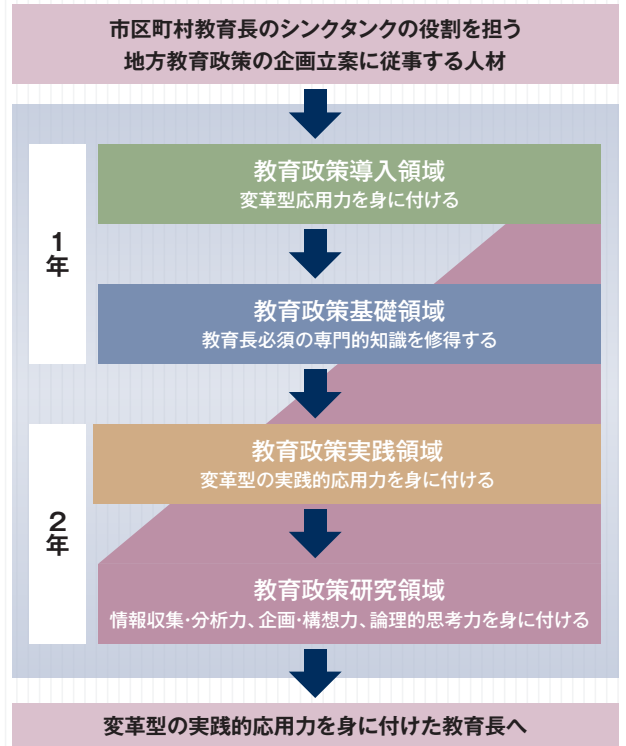 市区町村教育長のシンクタンクの役割を担う
地方教育政策の企画立案に従事する人材
1年
教育政策導入領域
変革型応用力を身に付ける
教育政策基礎領域
教育長必須の専門的知識を修得する
2年
教育政策実践領域
変革型の実践的応用力を身に付ける
教育政策研究領域
情報収集・分析力、企画・構想力、論理的思考力を身に付ける
変革型の実践的応用力を身に付けた教育長へ